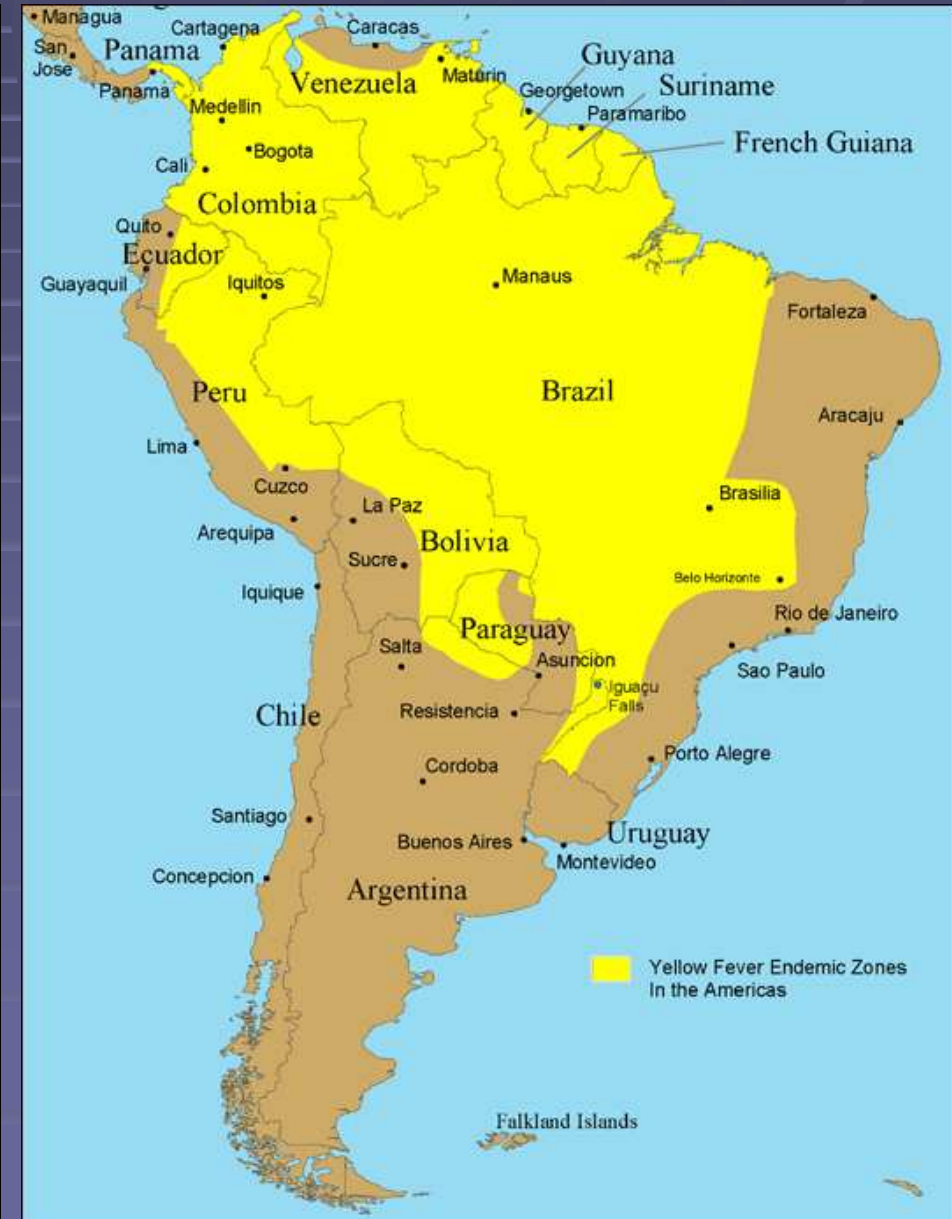 Managua
Cartagena
Caracas
San
Jose
Panama
Panama
Venezuela
Maturin
Guyana
Georgetown
Suriname
Paramaribo
French Guiana
Medellin
Bogota
Cali
Colombia
Quito
Ecuador
Guayaquil
Iquitos
Manaus
Fortaleza
Peru
Brazil
Aracaju
Lima
Cuzco
Brasilia
La Paz
Arequipa
Bolivia
Sucre
Belo Horizonte
Iquique
Rio de Janeiro
Paraguay
Salta
Asuncion
Sao Paulo
Iguaçu
Falls
Chile
Resistencia
Porto Alegre
Cordoba
Santiago
Uruguay
Buenos Aires
Montevideo
Concepcion
Argentina
Yellow Fever Endemic Zones
In the Americas
Falkland Islands